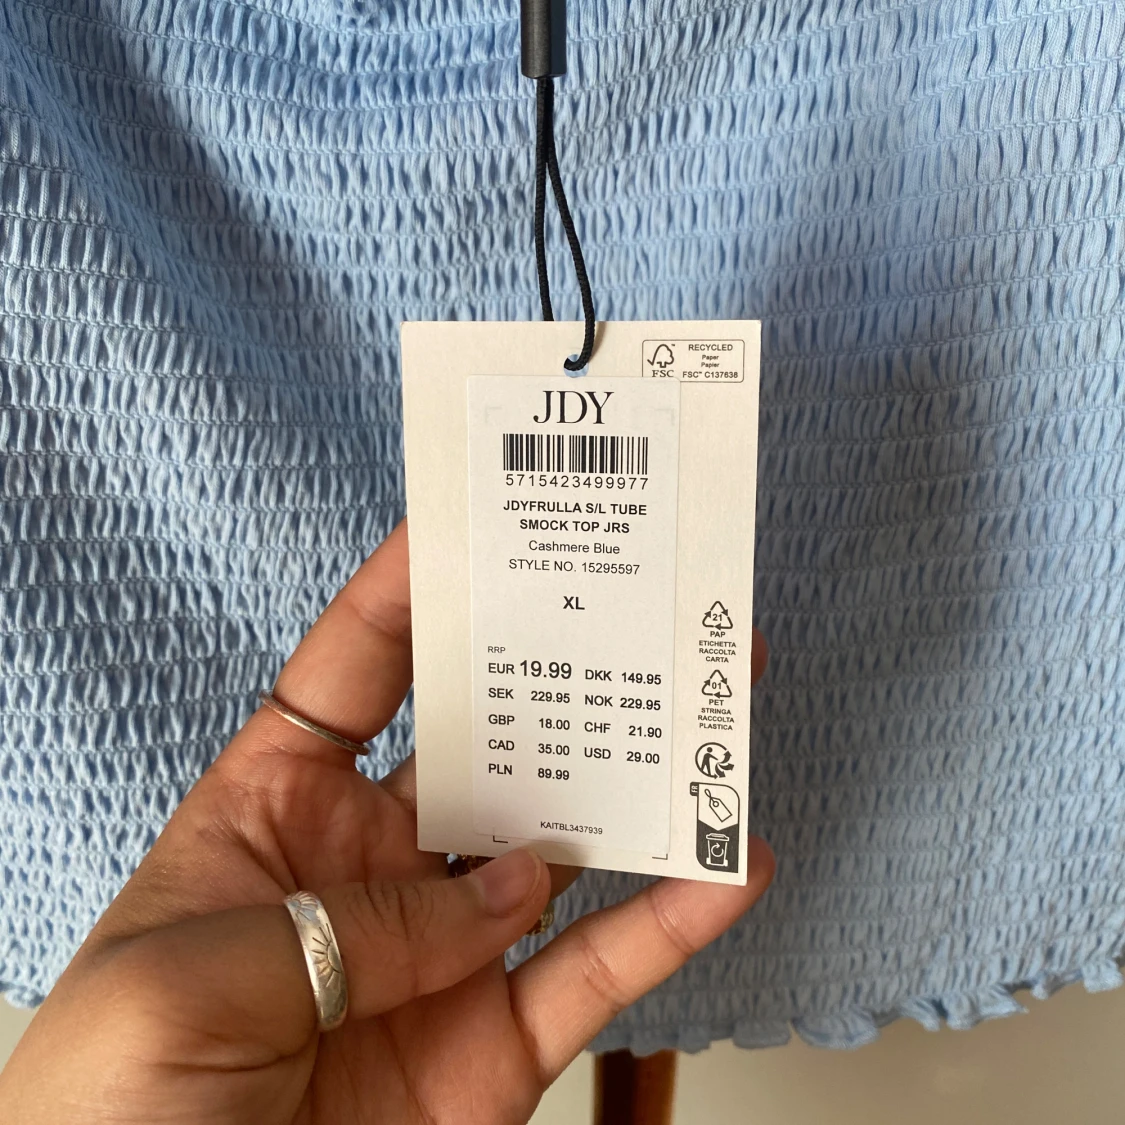 RECYCLED
Paper
Papier
FSC™ C137636
FSC
JDY
5715423499977
JDYFRULLA S/L TUBE
SMOCK TOP JRS
Cashmere Blue
STYLE NO. 15295597
XL
RRP
EUR 19.99 DKK 149.95
SEK 229.95 NOK 229.95
GBP 18.00 CHF 21.90
CAD 35.00 USD 29.00
PLN 89.99
KAITBL3437939
21
PAP
ETICHETTA
RACCOLTA
CARTA
01
PET
STRINGA
RACCOLTA
PLASTICA
FR